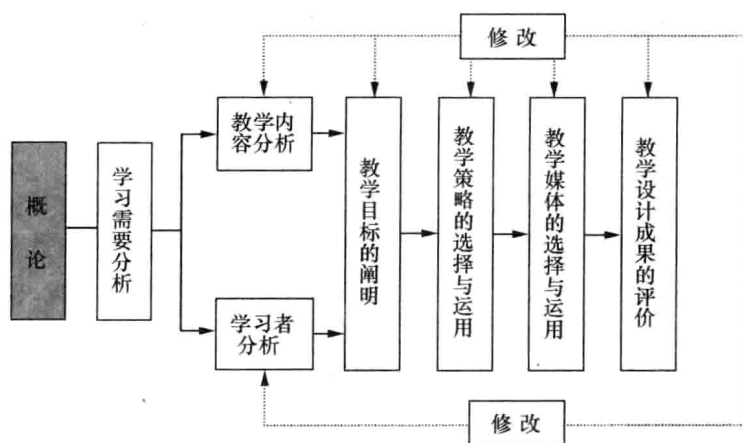 修改
教学内
容分析
概论
学习需要分析
教学目标的阐明
教学策略的选择与运用
教学媒体的选择与运用
教学设计成果的评价
学习者
分析
修改